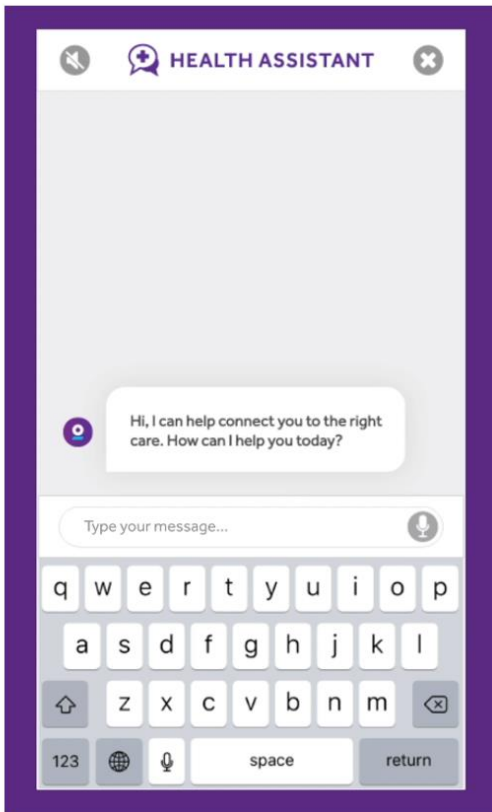 HEALTH ASSISTANT
Hi, I can help connect you to the right
care. How can I help you today?
Type your message...
q w e r t y u i o p
a s d f g h j k l
z x c v b n m
123 space return